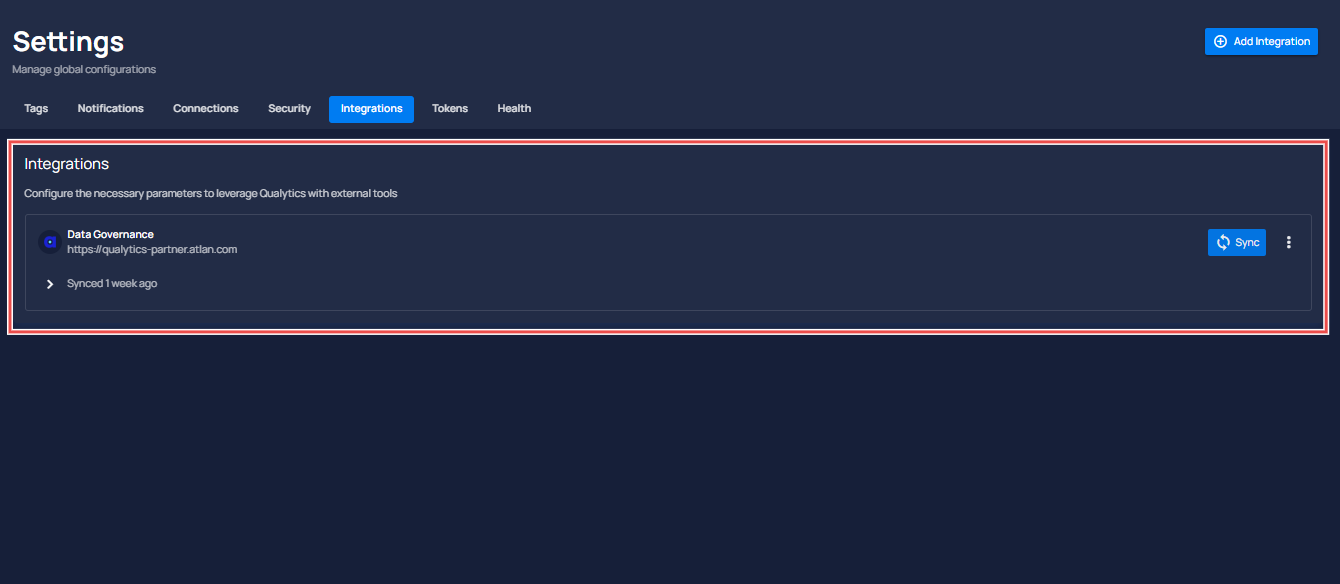 Settings
Add Integration
Manage global configurations
Tags Notifications Connections Security Integrations Tokens Health
Integrations
Configure the necessary parameters to leverage Qualytics with external tools
Data Governance
https://qualytics-partner.atlan.com
Sync
Synced 1 week ago